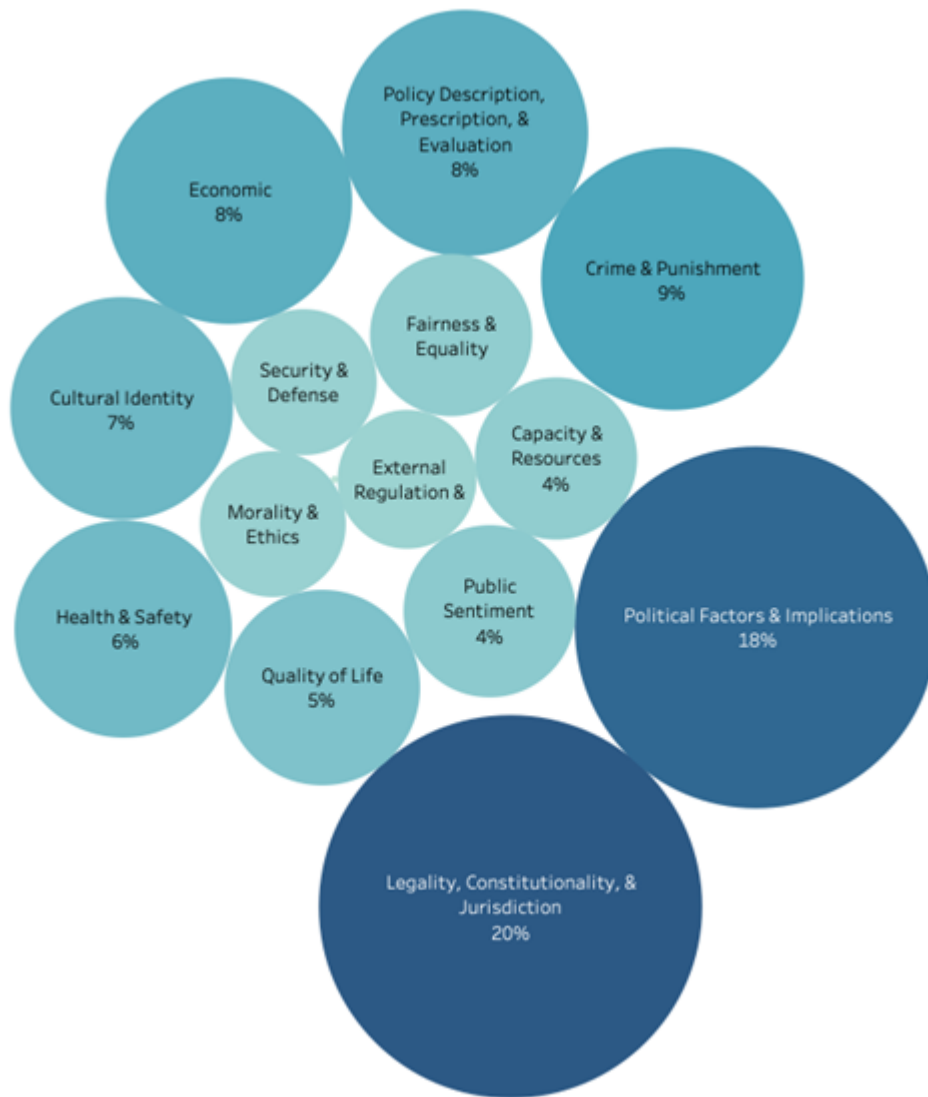 Policy Description,
Prescription, &
Evaluation
8%
Economic
8%
Crime & Punishment
9%
Fairness &
Equality
Security &
Defense
Cultural Identity
7%
Capacity &
Resources
4%
External
Regulation &
Morality &
Ethics
Public
Sentiment
4%
Political Factors & Implications
18%
Health & Safety
6%
Quality of Life
5%
Legality, Constitutionality, &
Jurisdiction
20%